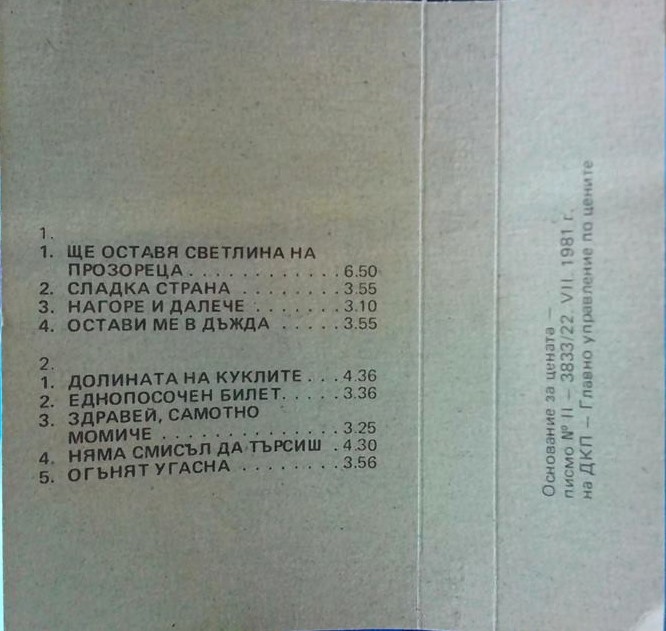 1.
1. ЩЕ ОСТАВЯ СВЕТЛИНА НА
ПРОЗОРЕЦА . . . . . . . . . . . . 6.50
2. СЛАДКА СТРАНА . . . . . . . . 3.55
3. НАГОРЕ И ДАЛЕЧЕ . . . . . . . 3.10
4. ОСТАВИ МЕ В ДЪЖДА . . . . . 3.55
2.
1. ДОЛИНАТА НА КУКЛИТЕ . . . 4.36
2. ЕДНОПОСОЧЕН БИЛЕТ. . . . . 3.36
3. ЗДРАВЕЙ, САМОТНО
МОМИЧЕ . . . . . . . . . . . . . . 3.25
4. НЯМА СМИСЪЛ ДА ТЪРСИШ . 4.30
5. ОГЪНЯТ УГАСНА . . . . . . . . 3.56
Основание за цената –
писмо № II – 3833/22. VII. 1981 г.
на ДКП – Главно управление по цените